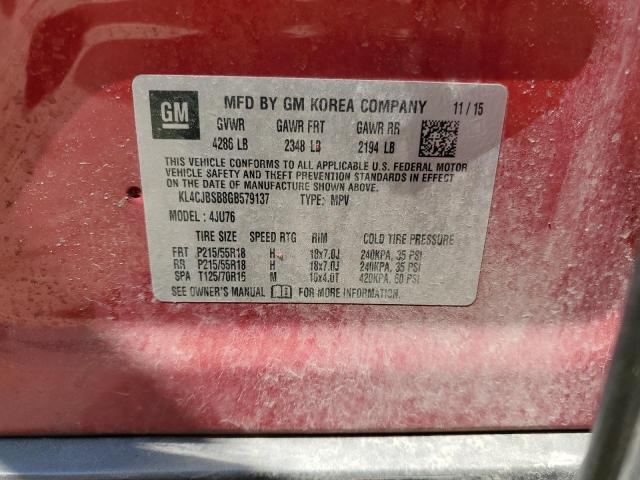 GM MFD BY GM KOREA COMPANY 11/15
GVWR GAWR FRT GAWR RR
4286 LB 2348 LB 2194 LB
THIS VEHICLE CONFORMS TO ALL APPLICABLE U.S. FEDERAL MOTOR
VEHICLE SAFETY AND THEFT PREVENTION STANDARDS IN EFFECT
ON THE DATE OF MANUFACTURE SHOWN ABOVE.
KL4CJBSB8GB579137 TYPE: MPV
MODEL: 4JU76
TIRE SIZE SPEED RTG RIM COLD TIRE PRESSURE
FRT P215/55R18 H 18x7.0J 240KPA, 35 PSI
RR P215/55R18 H 18x7.0J 240KPA, 35 PSI
SPA T125/70R16 M 16x4.0T 420KPA, 60 PSI
SEE OWNER'S MANUAL FOR MORE INFORMATION.